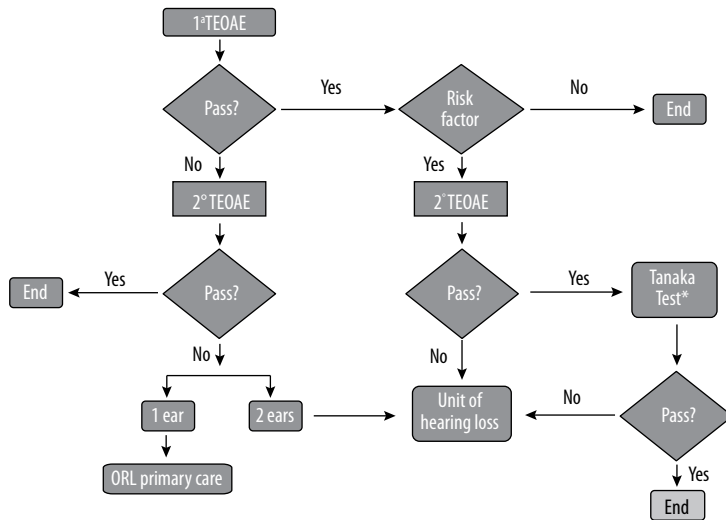 1ªTEOAE
Pass?
Yes
Risk
factor
No
End
No
Yes
2° TEOAE
2°TEOAE
End
Yes
Pass?
Pass?
Yes
Tanaka
Test*
No
No
1 ear
2 ears
Unit of
hearing loss
No
Pass?
ORL primary care
Yes
End